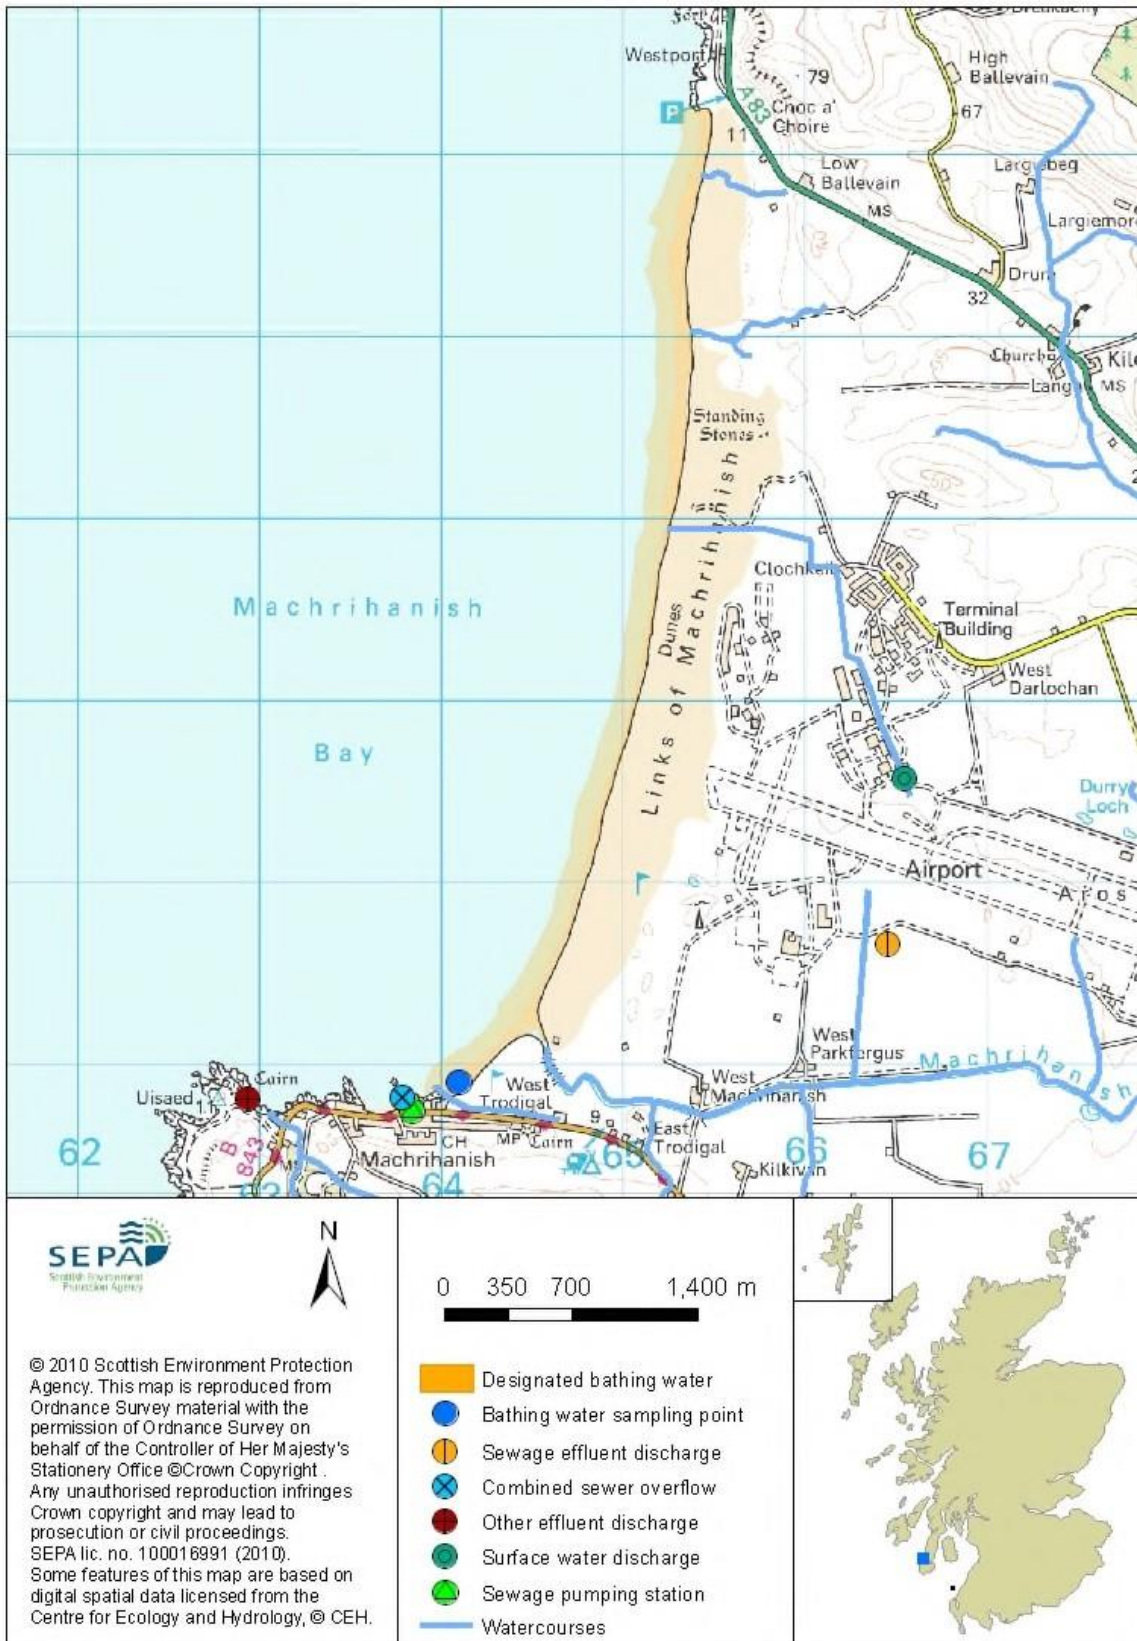 Westport
High
Ballevain
79
67
P
A 83
Choc a'
Choire
11
Low
Ballevain
MS
Largiebeg
Largiemore
Drum
32
Church
Lang
MS
Standing
Stones
Links of Machrihanish
Dunes
Clochkeil
Terminal
Building
West
Darlochan
Machrihanish
Bay
Durry
Loch
Airport
Aros
West
Parkfergus
Machrihanish
Uisaed
Cairn
West
Trodigal
West
Machrihanish
9
East
Trodigal
MP
Cairn
CH
Machrihanish
Kilkivan
B
843
62
63
64
65
66
67
SEPA
Scottish Environment
Protection Agency
N
0 350 700 1,400 m
© 2010 Scottish Environment Protection
Agency. This map is reproduced from
Ordnance Survey material with the
permission of Ordnance Survey on
behalf of the Controller of Her Majesty's
Stationery Office ©Crown Copyright .
Any unauthorised reproduction infringes
Crown copyright and may lead to
prosecution or civil proceedings.
SEPA lic. no. 100016991 (2010).
Some features of this map are based on
digital spatial data licensed from the
Centre for Ecology and Hydrology, © CEH.
Designated bathing water
Bathing water sampling point
Sewage effluent discharge
Combined sewer overflow
Other effluent discharge
Surface water discharge
Sewage pumping station
Watercourses